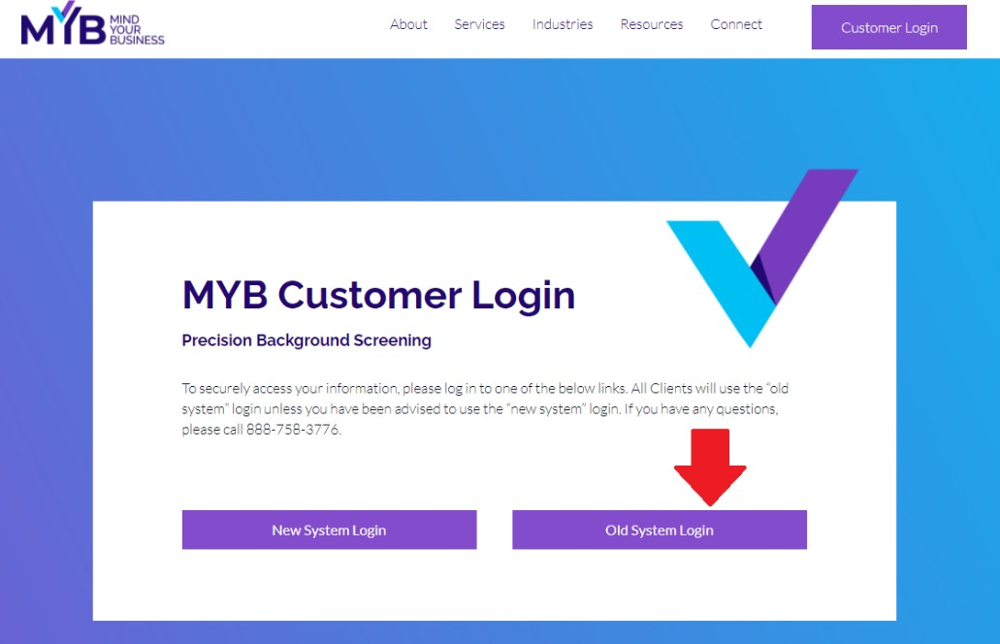 MYB MIND
YOUR
BUSINESS
About Services Industries Resources Connect Customer Login
MYB Customer Login
Precision Background Screening
To securely access your information, please log in to one of the below links. All Clients will use the “old
system” login unless you have been advised to use the “new system” login. If you have any questions,
please call 888-758-3776.
New System Login Old System Login